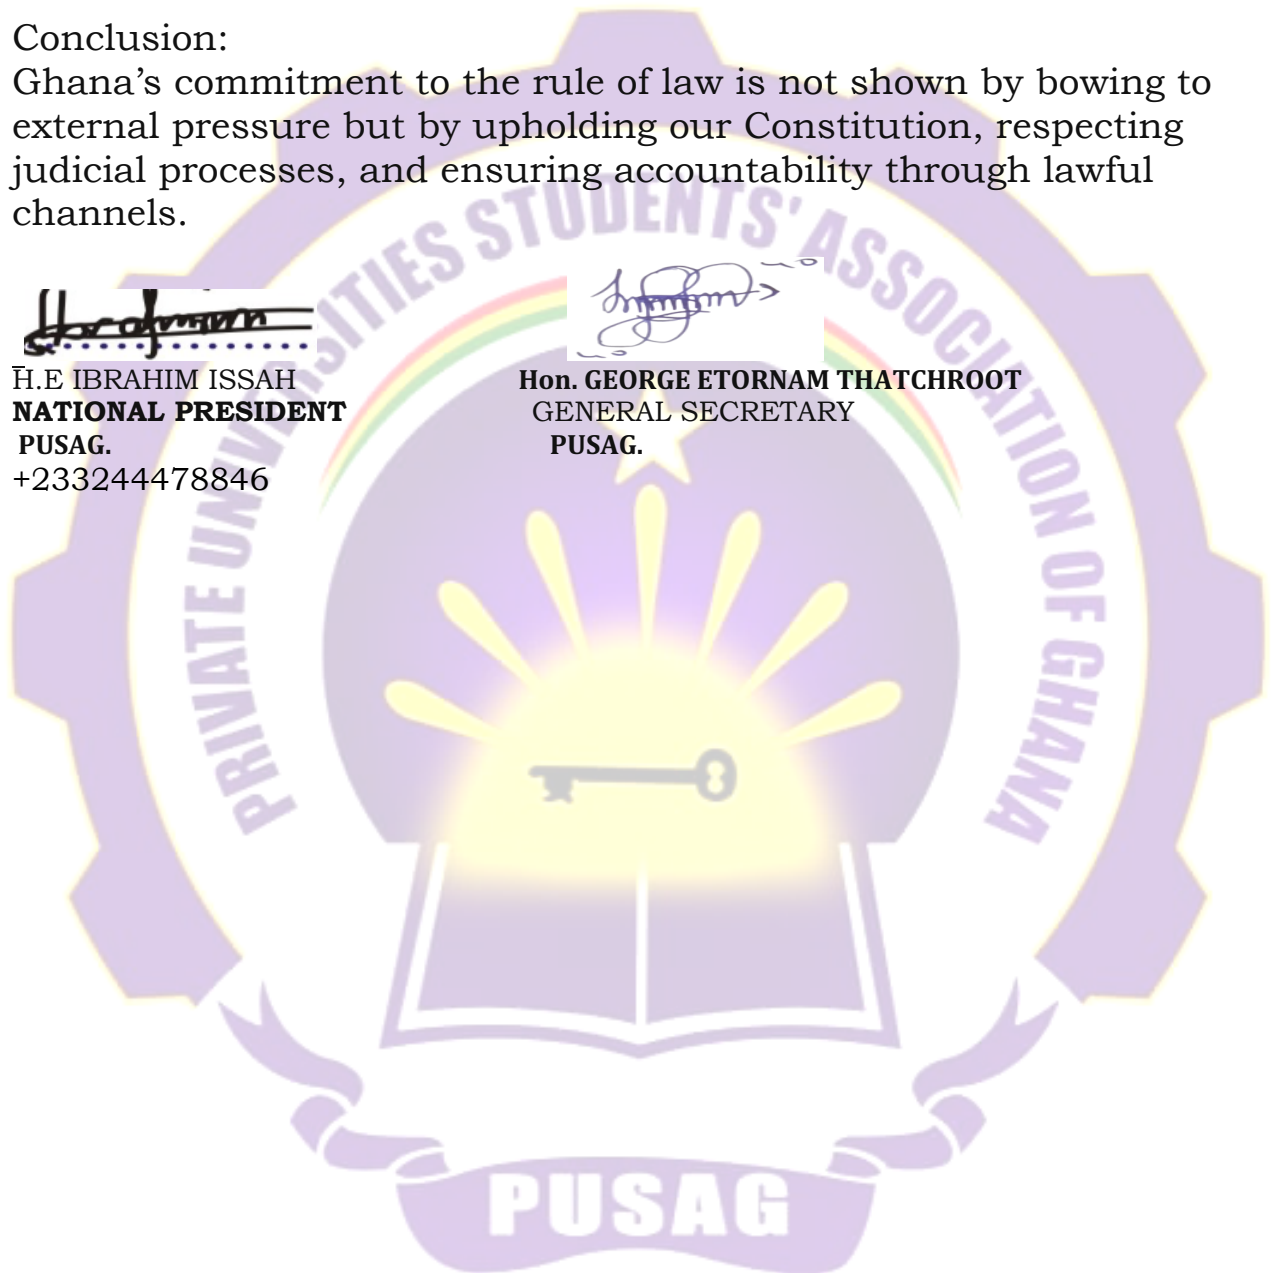 Conclusion:
Ghana’s commitment to the rule of law is not shown by bowing to
external pressure but by upholding our Constitution, respecting
judicial processes, and ensuring accountability through lawful
channels.
H.E IBRAHIM ISSAH
NATIONAL PRESIDENT
PUSAG.
+233244478846
Hon. GEORGE ETORNAM THATCHROOT
GENERAL SECRETARY
PUSAG.
PRIVATE UNIVERSITIES STUDENTS' ASSOCIATION OF GHANA
PUSAG